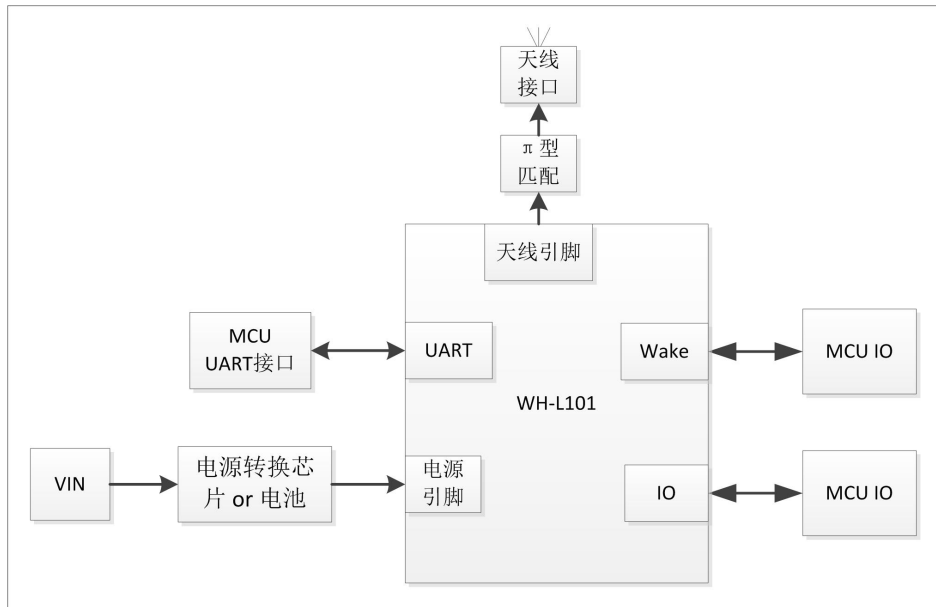 天线
接口
π型
匹配
天线引脚
MCU
UART接口
UART
Wake
MCU IO
WH-L101
VIN
电源转换芯
片 or 电池
电源
引脚
IO
MCU IO